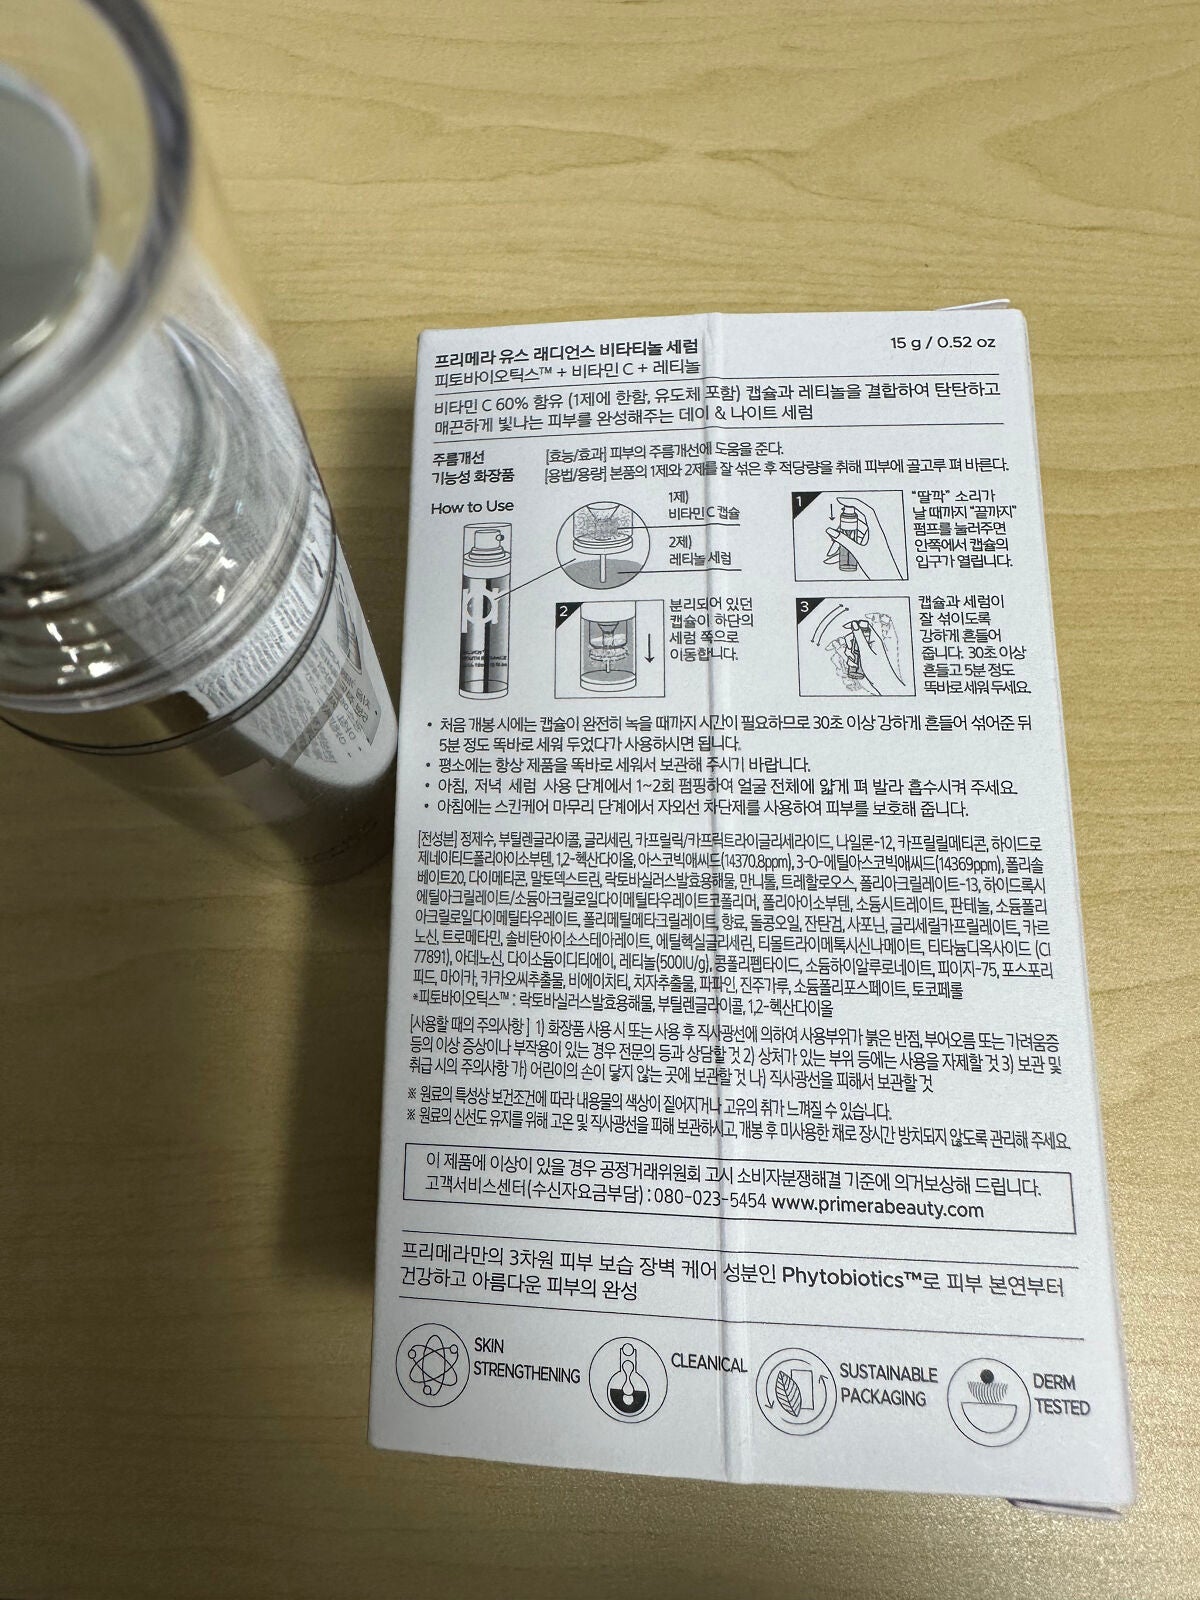 프리메라 유스 래디언스 비타티놀 세럼
15 g / 0.52 oz
피토바이오틱스™ + 비타민 C + 레티놀
비타민 C 60% 함유 (1제에 한함, 유도체 포함) 캡슐과 레티놀을 결합하여 탄탄하고
매끈하게 빛나는 피부를 완성해주는 데이 & 나이트 세럼
주름개선
기능성 화장품
[효능/효과] 피부의 주름개선에 도움을 준다.
[용법/용량] 본품의 1제와 2제를 잘 섞은 후 적당량을 취해 피부에 골고루 펴 바른다.
How to Use
1제)
비타민 C 캡슐
2제)
레티놀 세럼
1
"딸깍" 소리가
날 때까지 "끝까지"
펌프를 눌러주면
안쪽에서 캡슐의
입구가 열립니다.
2
분리되어 있던
캡슐이 하단의
세럼 쪽으로
이동합니다.
3
캡슐과 세럼이
잘 섞이도록
강하게 흔들어
줍니다. 30초 이상
흔들고 5분 정도
똑바로 세워 두세요.
• 처음 개봉 시에는 캡슐이 완전히 녹을 때까지 시간이 필요하므로 30초 이상 강하게 흔들어 섞어준 뒤
5분 정도 똑바로 세워 두었다가 사용하시면 됩니다.
• 평소에는 항상 제품을 똑바로 세워서 보관해 주시기 바랍니다.
• 아침, 저녁 세럼 사용 단계에서 1~2회 펌핑하여 얼굴 전체에 얇게 펴 발라 흡수시켜 주세요.
• 아침에는 스킨케어 마무리 단계에서 자외선 차단제를 사용하여 피부를 보호해 줍니다.
[전성분] 정제수, 부틸렌글라이콜, 글리세린, 카프릴릭/카프릭트라이글리세라이드, 나일론-12, 카프릴릴메티콘, 하이드로
제네이티드폴리아이소부텐, 1,2-헥산다이올, 아스코빅애씨드(14370.8ppm), 3-O-에틸아스코빅애씨드(14369ppm), 폴리솔
베이트20, 다이메티콘, 말토덱스트린, 락토바실러스발효용해물, 만니톨, 트레할로오스, 폴리아크릴레이트-13, 하이드록시
에틸아크릴레이트/소듐아크릴로일다이메틸타우레이트코폴리머, 폴리아이소부텐, 소듐시트레이트, 판테놀, 소듐폴리
아크릴로일다이메틸타우레이트, 폴리메틸메타크릴레이트, 향료, 돌콩오일, 잔탄검, 사포닌, 글리세릴카프릴레이트, 카르
노신, 트로메타민, 솔비탄아이소스테아레이트, 에틸헥실글리세린, 티몰트라이메톡시신나메이트, 티타늄디옥사이드 (CI
77891), 아데노신, 다이소듐이디티에이, 레티놀(500IU/g), 콩폴리펩타이드, 소듐하이알루로네이트, 피이지-75, 포스포리
피드, 마이카, 카카오씨추출물, 비에이치티, 치자추출물, 파파인, 진주가루, 소듐폴리포스페이트, 토코페롤
*피토바이오틱스™ : 락토바실러스발효용해물, 부틸렌글라이콜, 1,2-헥산다이올
[사용할 때의 주의사항] 1) 화장품 사용 시 또는 사용 후 직사광선에 의하여 사용부위가 붉은 반점, 부어오름 또는 가려움증
등의 이상 증상이나 부작용이 있는 경우 전문의 등과 상담할 것 2) 상처가 있는 부위 등에는 사용을 자제할 것 3) 보관 및
취급 시의 주의사항 가) 어린이의 손이 닿지 않는 곳에 보관할 것 나) 직사광선을 피해서 보관할 것
※ 원료의 특성상 보건조건에 따라 내용물의 색상이 짙어지거나 고유의 취가 느껴질 수 있습니다.
※ 원료의 신선도 유지를 위해 고온 및 직사광선을 피해 보관하시고, 개봉 후 미사용한 채로 장시간 방치되지 않도록 관리해 주세요.
이 제품에 이상이 있을 경우 공정거래위원회 고시 소비자분쟁해결 기준에 의거보상해 드립니다.
고객서비스센터(수신자요금부담) : 080-023-5454 www.primerabeauty.com
프리메라만의 3차원 피부 보습 장벽 케어 성분인 Phytobiotics™로 피부 본연부터
건강하고 아름다운 피부의 완성
SKIN
STRENGTHENING
CLEANICAL
SUSTAINABLE
PACKAGING
DERM
TESTED